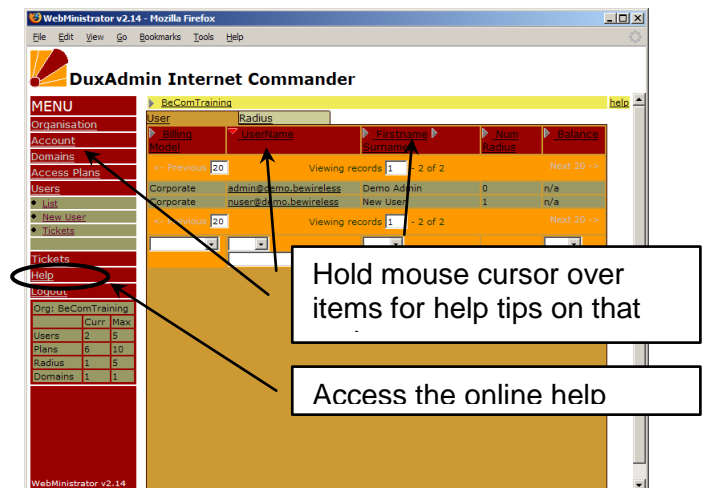 WebMinistrator v2.14 - Mozilla Firefox
File Edit View Go Bookmarks Tools Help
DuxAdmin Internet Commander
MENU
Organisation
Account
Domains
Access Plans
Users
List
New User
Tickets
Tickets
Help
Logout
Org: BeComTraining
Curr Max
Users 2 5
Plans 6 10
Radius 1 5
Domains 1 1
WebMinistrator v2.14
BeComTraining help
User Radius
Billing Model UserName Firstname Surname Num Radius Balance
<- Previous 20 Viewing records 1 - 2 of 2 Next 20 ->
Corporate admin@demo.bewireless Demo Admin 0 n/a
Corporate nuser@demo.bewireless New User 1 n/a
<- Previous 20 Viewing records 1 - 2 of 2 Next 20 ->
Hold mouse cursor over
items for help tips on that
Access the online help